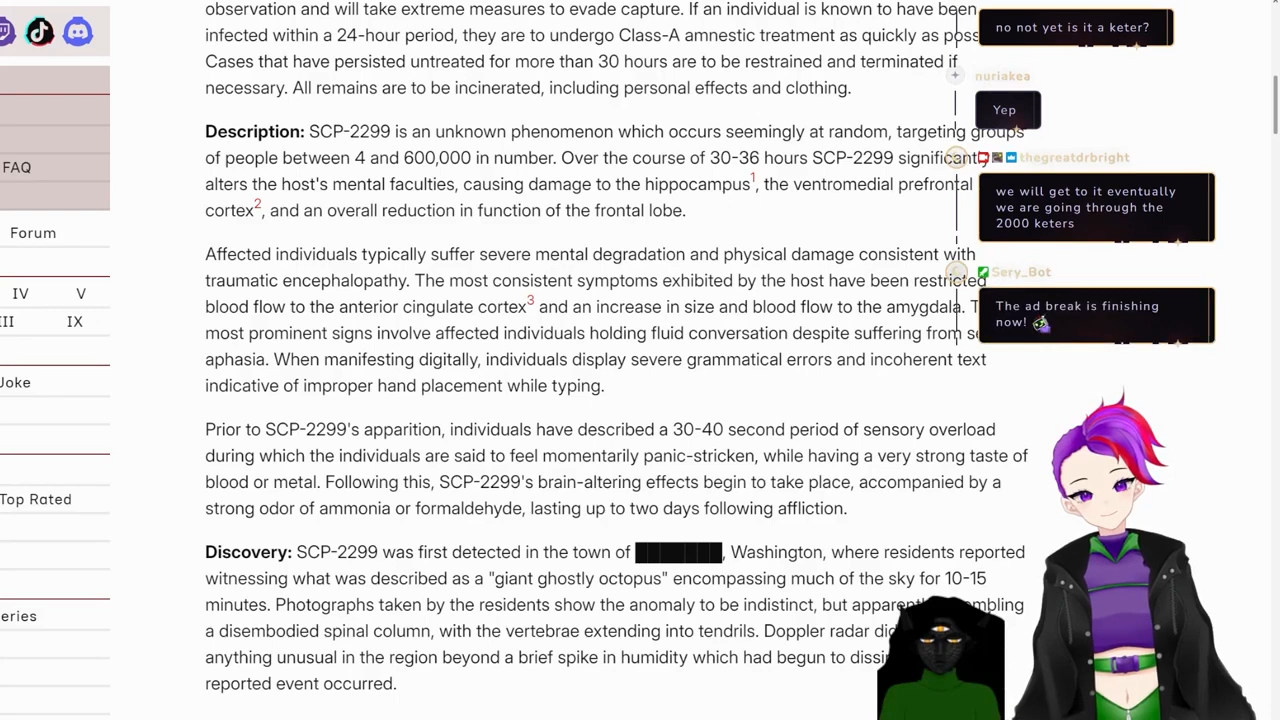 observation and will take extreme measures to evade capture. If an individual is known to have been
infected within a 24-hour period, they are to undergo Class-A amnestic treatment as quickly as poss
Cases that have persisted untreated for more than 30 hours are to be restrained and terminated if
necessary. All remains are to be incinerated, including personal effects and clothing.
Description: SCP-2299 is an unknown phenomenon which occurs seemingly at random, targeting groups
of people between 4 and 600,000 in number. Over the course of 30-36 hours SCP-2299 significantly
alters the host's mental faculties, causing damage to the hippocampus1, the ventromedial prefrontal
cortex2, and an overall reduction in function of the frontal lobe.
Affected individuals typically suffer severe mental degradation and physical damage consistent with
traumatic encephalopathy. The most consistent symptoms exhibited by the host have been restricted
blood flow to the anterior cingulate cortex3 and an increase in size and blood flow to the amygdala. T
most prominent signs involve affected individuals holding fluid conversation despite suffering from se
aphasia. When manifesting digitally, individuals display severe grammatical errors and incoherent text
indicative of improper hand placement while typing.
Prior to SCP-2299's apparition, individuals have described a 30-40 second period of sensory overload
during which the individuals are said to feel momentarily panic-stricken, while having a very strong taste of
blood or metal. Following this, SCP-2299's brain-altering effects begin to take place, accompanied by a
strong odor of ammonia or formaldehyde, lasting up to two days following affliction.
Discovery: SCP-2299 was first detected in the town of ███████, Washington, where residents reported
witnessing what was described as a "giant ghostly octopus" encompassing much of the sky for 10-15
minutes. Photographs taken by the residents show the anomaly to be indistinct, but apparent mbling
a disembodied spinal column, with the vertebrae extending into tendrils. Doppler radar did
anything unusual in the region beyond a brief spike in humidity which had begun to dissi
reported event occurred.
FAQ
Forum
IV V
III IX
Joke
Top Rated
eries
no not yet is it a keter?
nuriakea
Yep
thegreatdrbright
we will get to it eventually
we are going through the
2000 keters
Sery_Bot
The ad break is finishing
now!